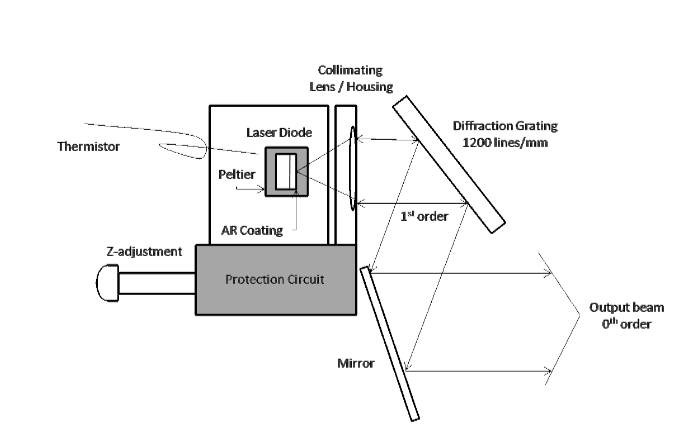 Collimating
Lens / Housing
Diffraction Grating
1200 lines/mm
Laser Diode
Thermistor
Peltier
1st order
AR Coating
Z-adjustment
Protection Circuit
Output beam
0th order
Mirror